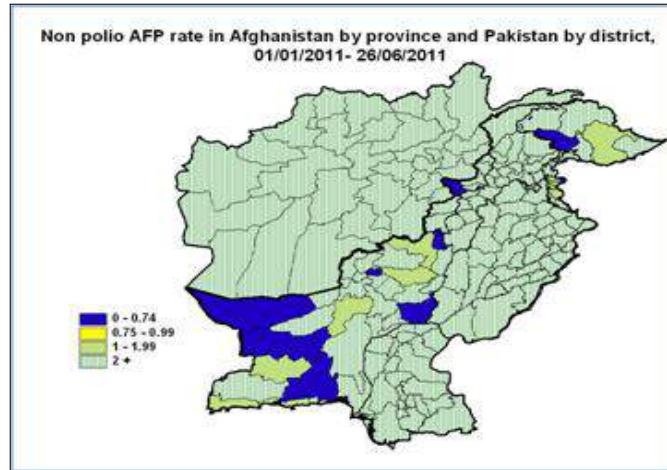 Non polio AFP rate in Afghanistan by province and Pakistan by district,
01/01/2011- 26/06/2011
0 - 0.74
0.75 - 0.99
1 - 1.99
2 +